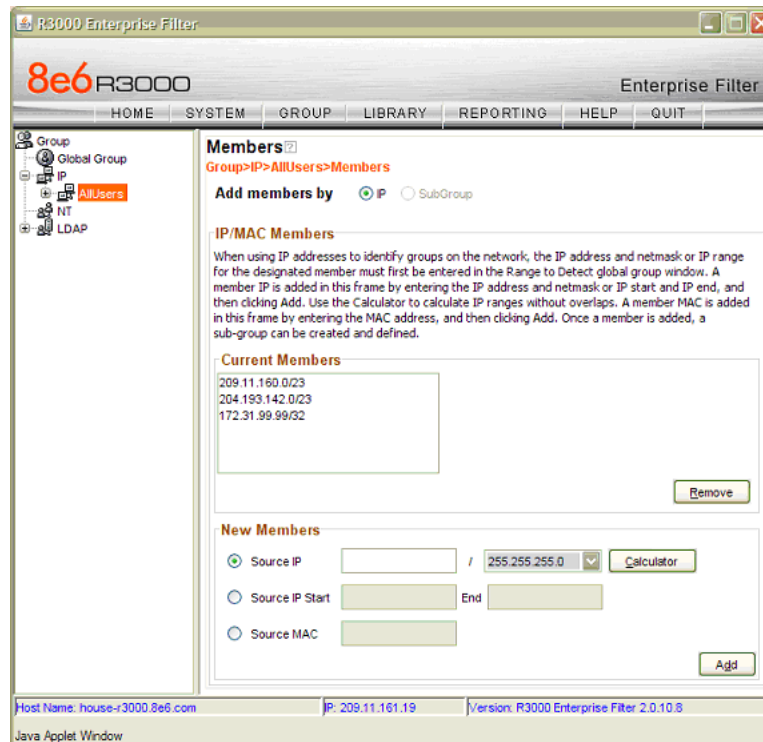 R3000 Enterprise Filter
8e6 R3000
Enterprise Filter
HOME SYSTEM GROUP LIBRARY REPORTING HELP QUIT
Group
Global Group
IP
AllUsers
NT
LDAP
Members?
Group>IP>AllUsers>Members
Add members by IP SubGroup
IP/MAC Members
When using IP addresses to identify groups on the network, the IP address and netmask or IP range
for the designated member must first be entered in the Range to Detect global group window. A
member IP is added in this frame by entering the IP address and netmask or IP start and IP end, and
then clicking Add. Use the Calculator to calculate IP ranges without overlaps. A member MAC is added
in this frame by entering the MAC address, and then clicking Add. Once a member is added, a
sub-group can be created and defined.
Current Members
209.11.160.0/23
204.193.142.0/23
172.31.99.99/32
Remove
New Members
Source IP / 255.255.255.0 Calculator
Source IP Start End
Source MAC
Add
Host Name: house-r3000.8e6.com IP: 209.11.161.19 Version: R3000 Enterprise Filter 2.0.10.8
Java Applet Window